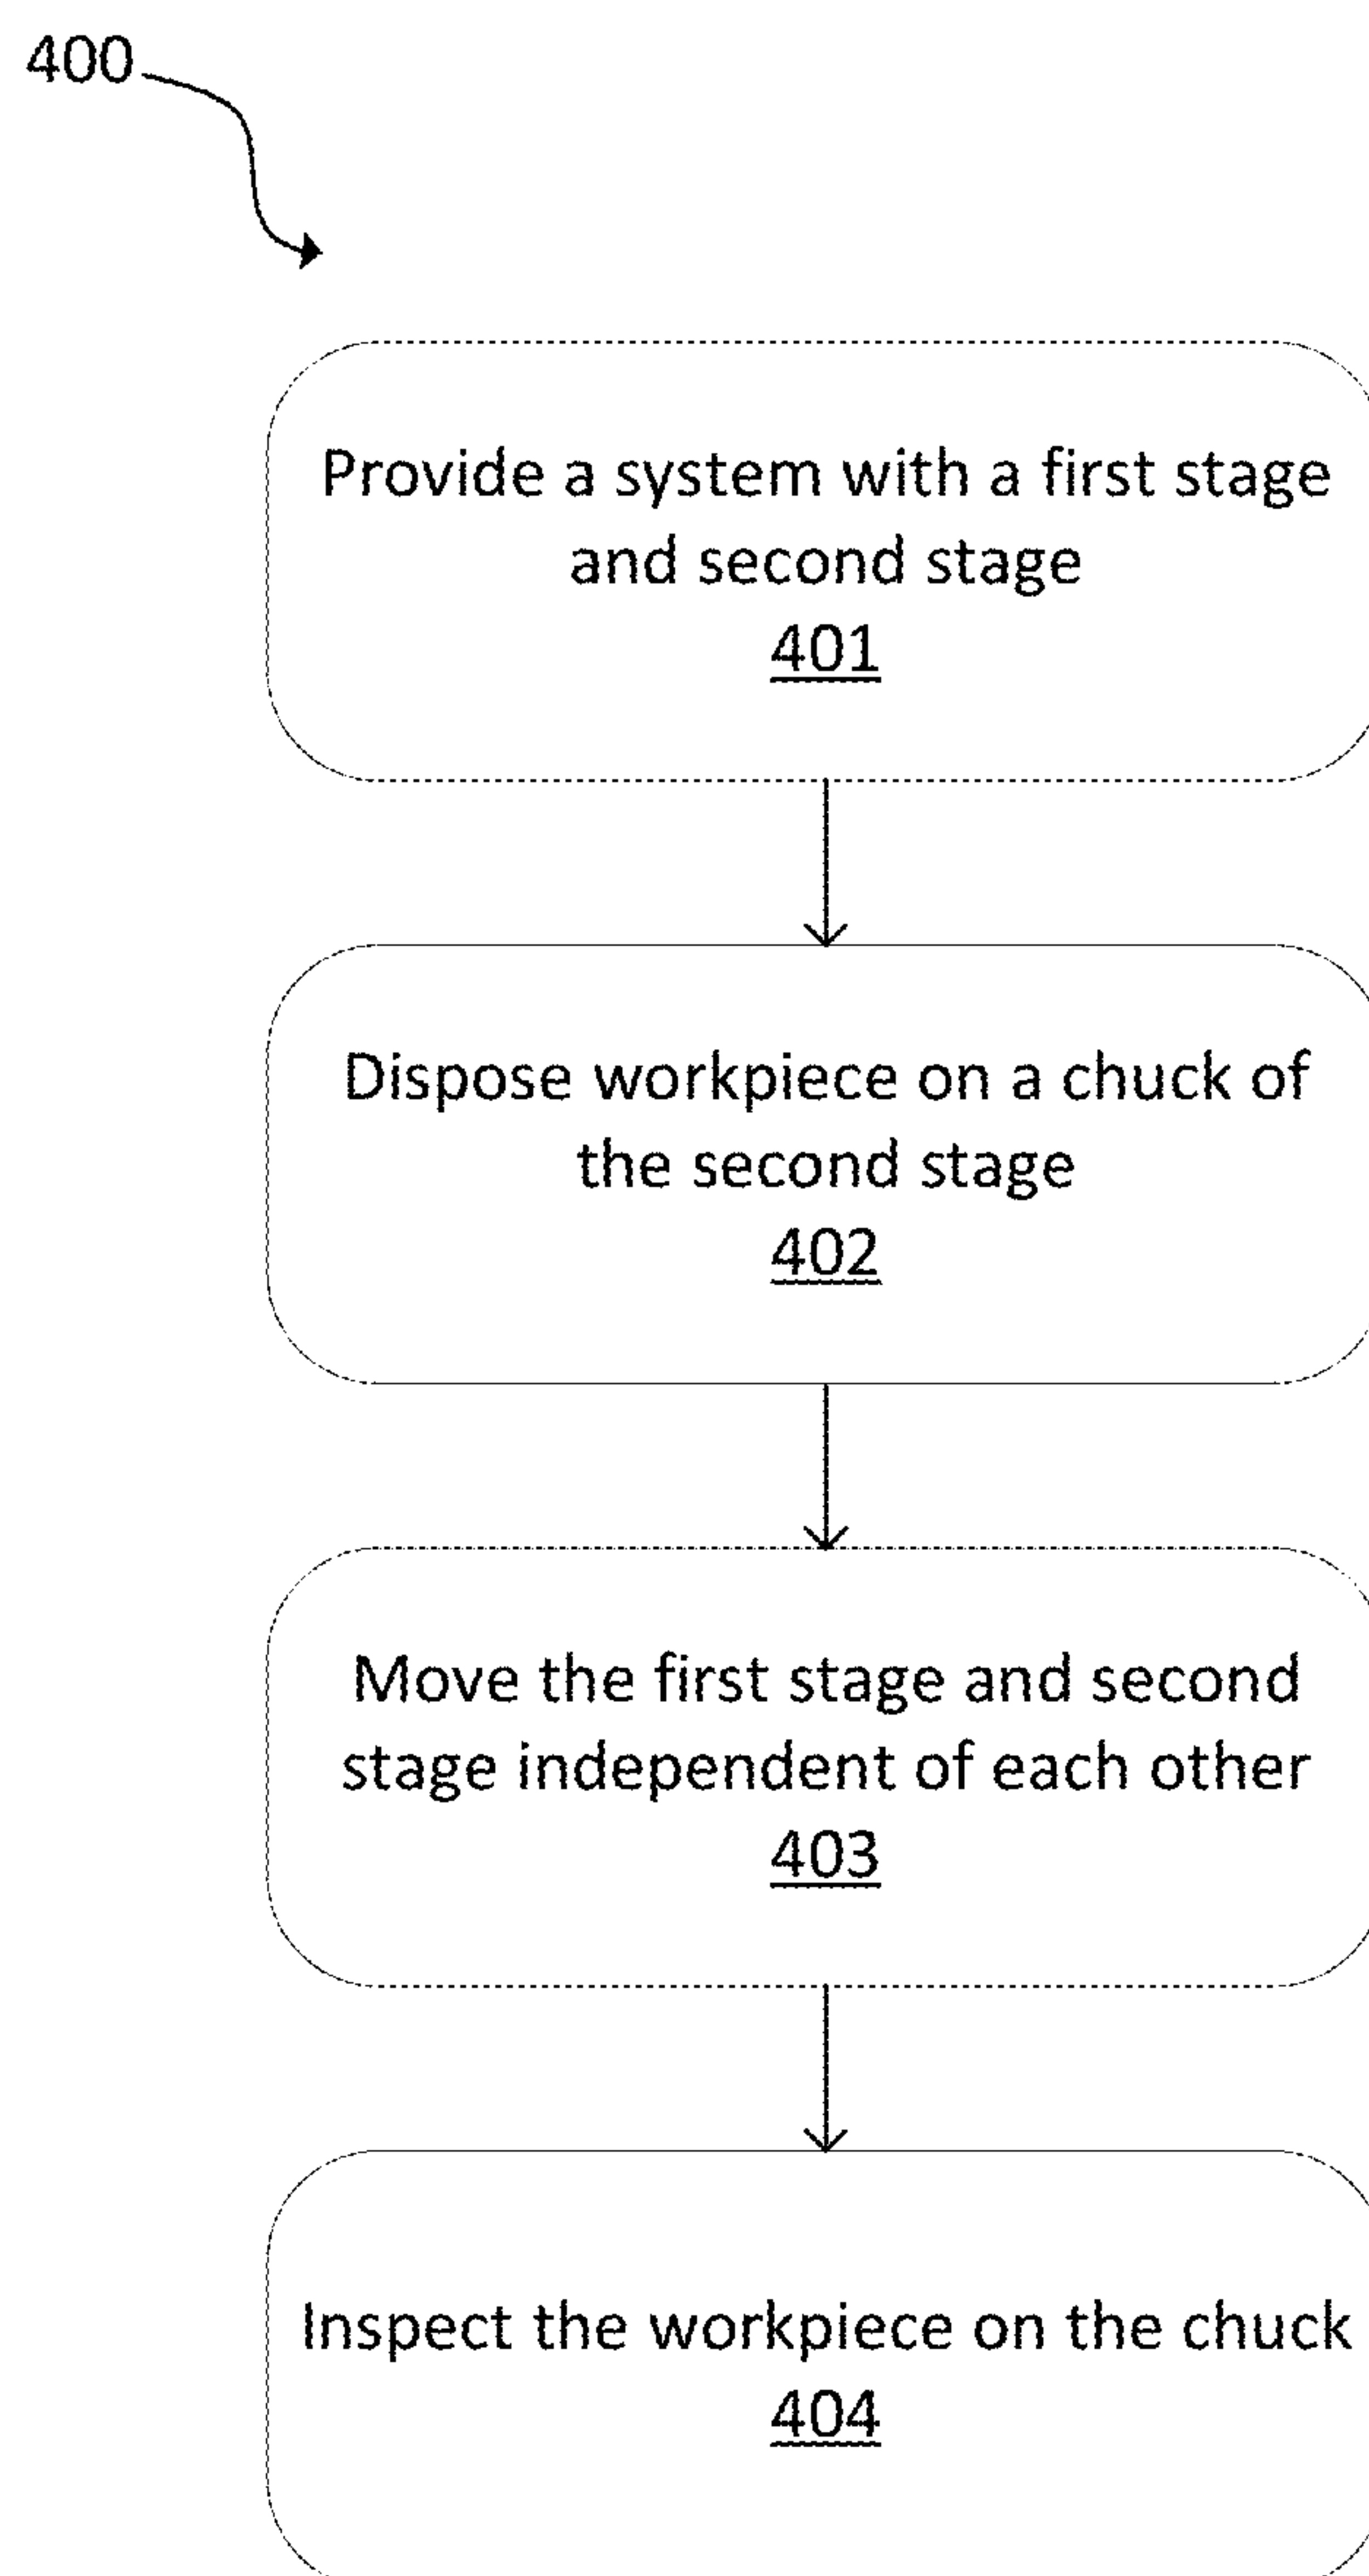 400
Provide a system with a first stage
and second stage
401
Dispose workpiece on a chuck of
the second stage
402
Move the first stage and second
stage independent of each other
403
Inspect the workpiece on the chuck
404